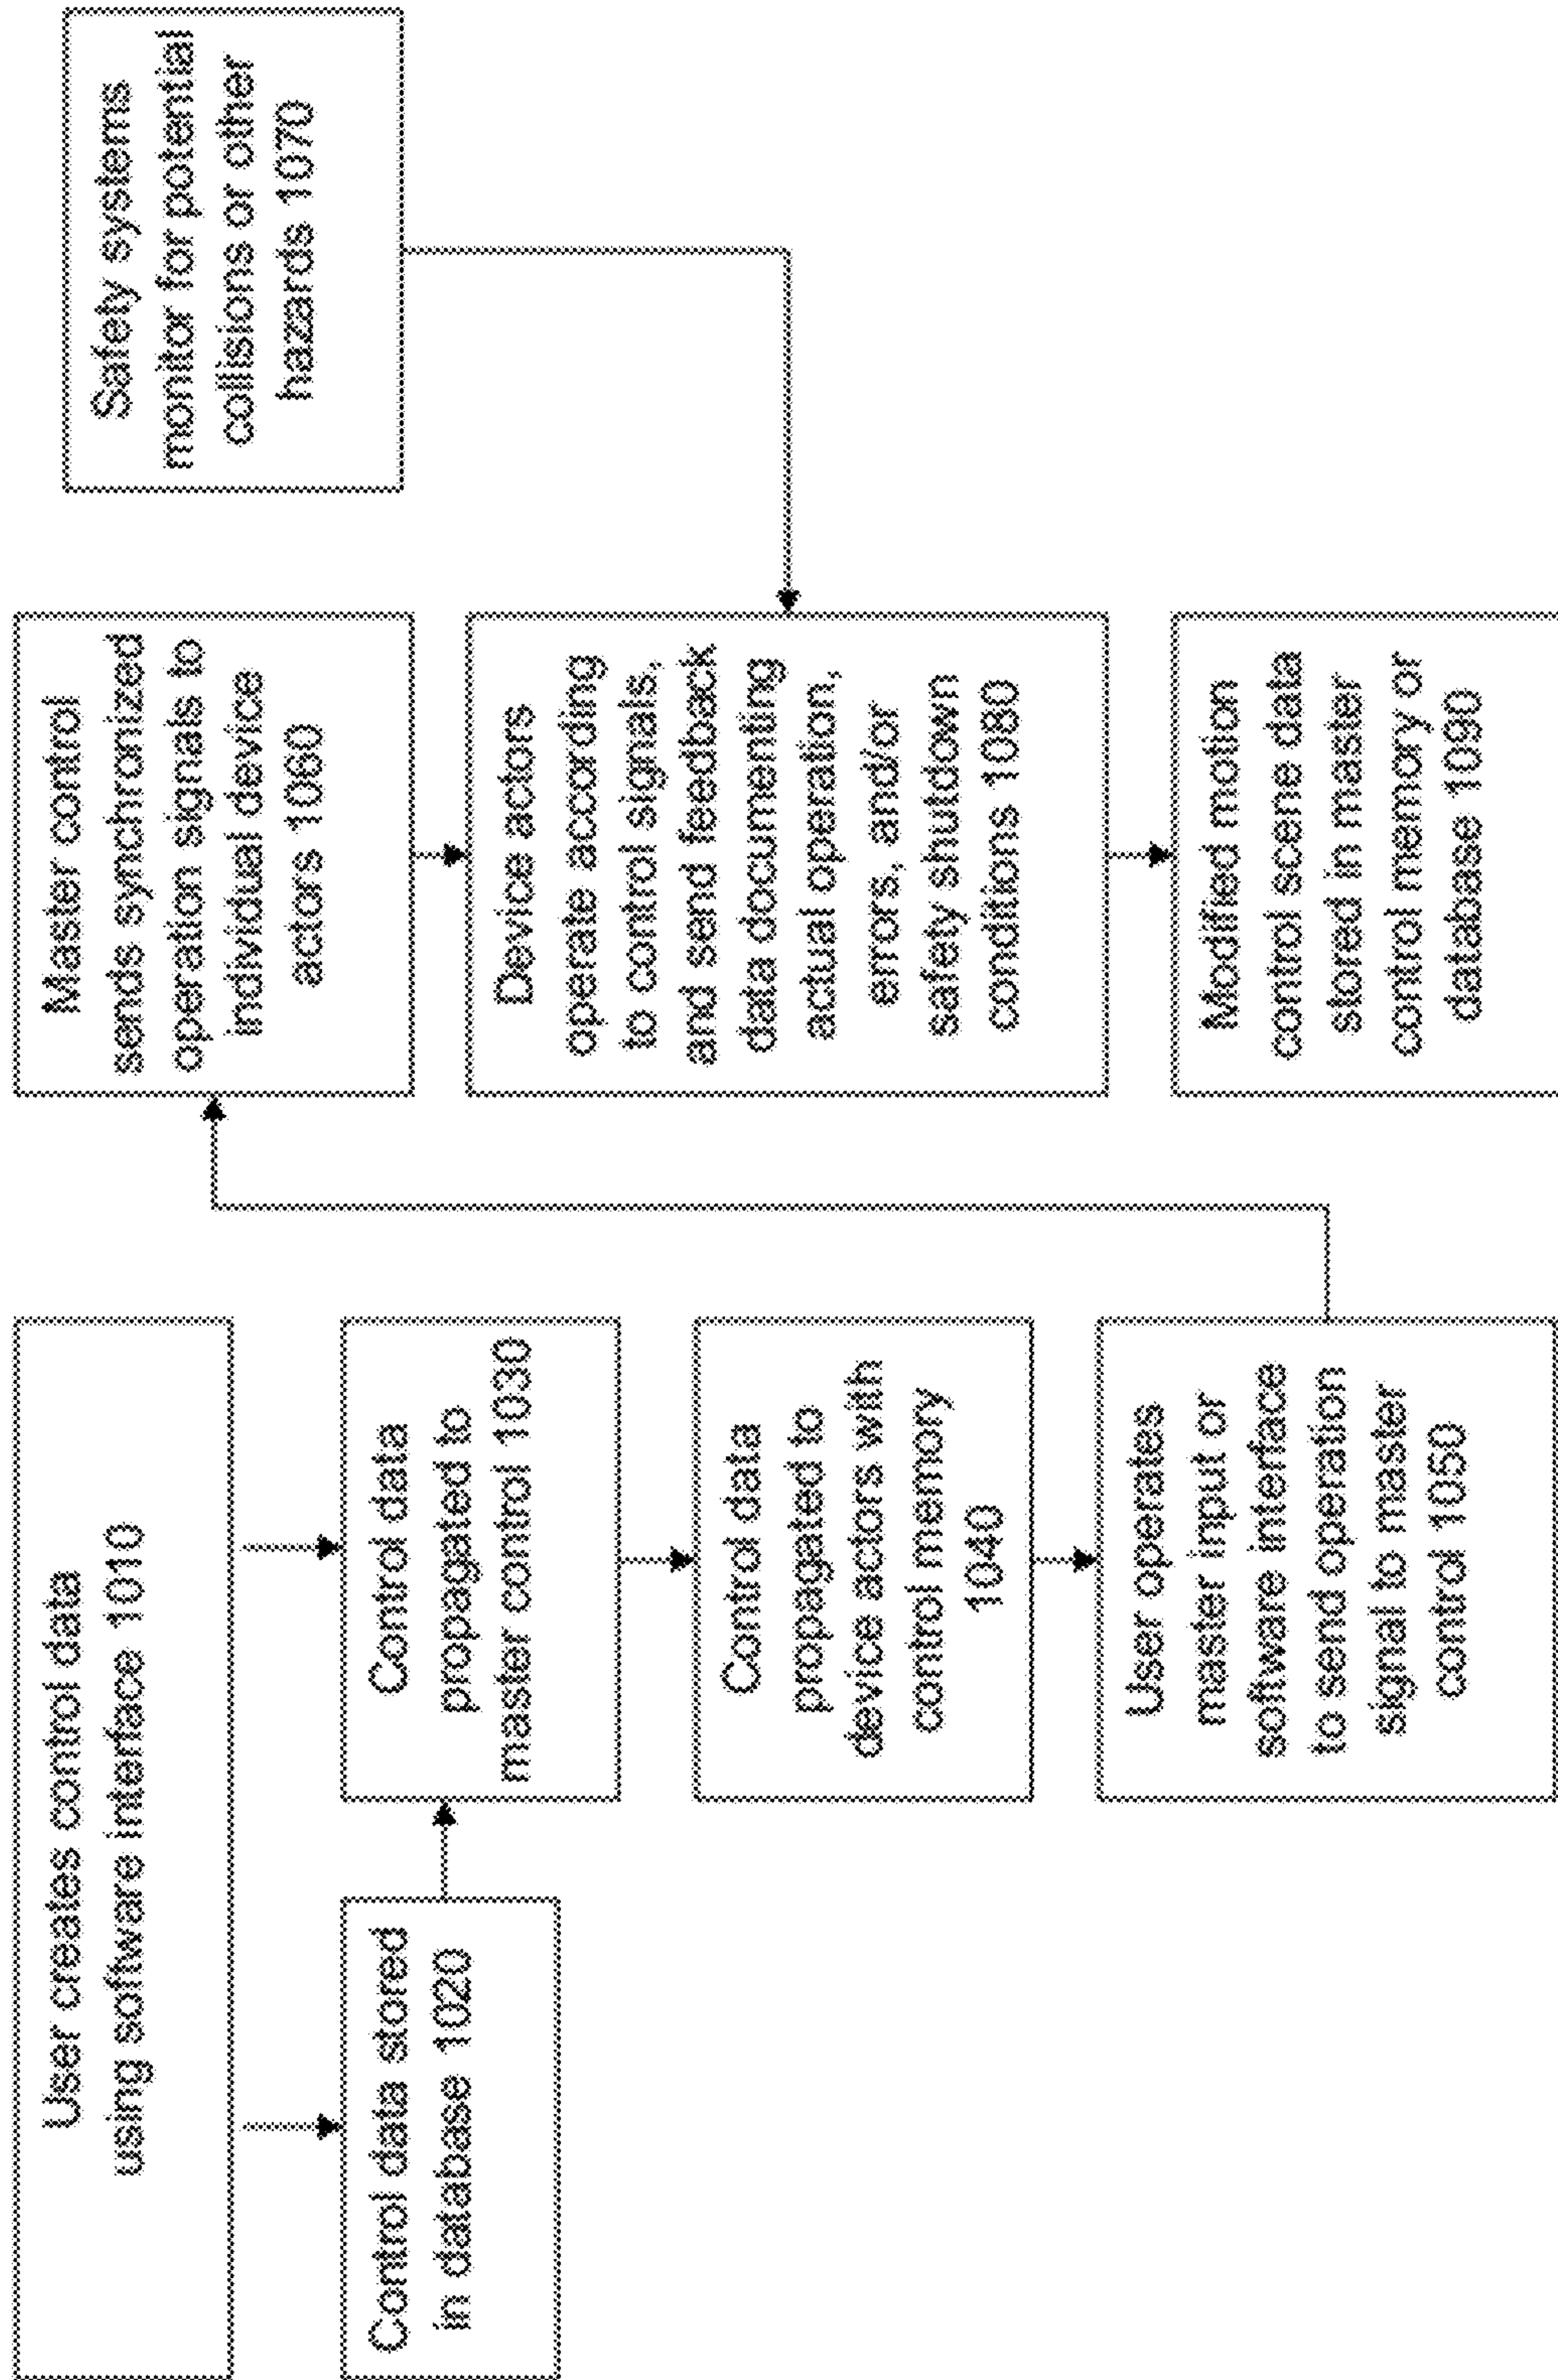 User creates control data
using software interface 1010
Control data stored
in database 1020
Control data
propagated to
master control 1030
Control data
propagated to
device actors with
control memory
1040
User operates
master input or
software interface
to send operation
signal to master
control 1050
Master control
sends synchronized
operation signals to
individual device
actors 1060
Safety systems
monitor for potential
collisions or other
hazards 1070
Device actors
operate according
to control signals,
and send feedback
data documenting
actual operation,
errors, and/or
safety shutdown
conditions 1080
Modified motion
control scene data
stored in master
control memory or
database 1090